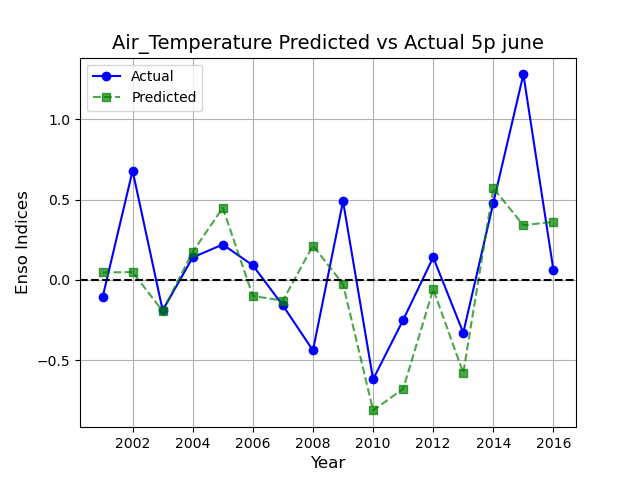 Air_Temperature Predicted vs Actual 5p june
Actual
Predicted
1.0
0.5
0.0
−0.5
Enso Indices
2002 2004 2006 2008 2010 2012 2014 2016
Year